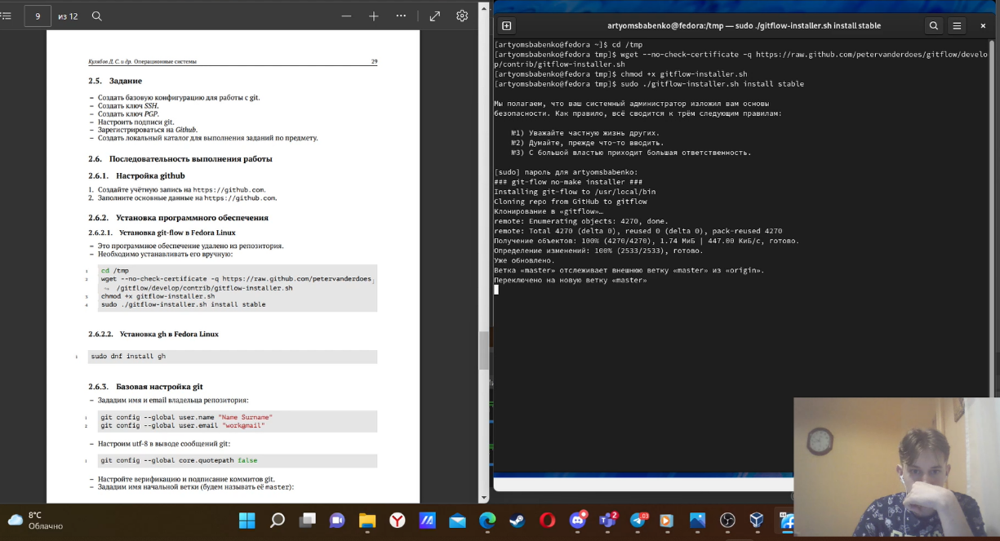 9 из 12
Кулябов Д. С. и др. Операционные системы 29
2.5. Задание
– Создать базовую конфигурацию для работы с git.
– Создать ключ SSH.
– Создать ключ PGP.
– Настроить подписи git.
– Зарегистрироваться на Github.
– Создать локальный каталог для выполнения заданий по предмету.
2.6. Последовательность выполнения работы
2.6.1. Настройка github
1. Создайте учётную запись на https://github.com.
2. Заполните основные данные на https://github.com.
2.6.2. Установка программного обеспечения
2.6.2.1. Установка git-flow в Fedora Linux
– Это программное обеспечение удалено из репозитория.
– Необходимо устанавливать его вручную:
1 cd /tmp
2 wget --no-check-certificate -q https://raw.github.com/petervanderdoes
↪ /gitflow/develop/contrib/gitflow-installer.sh
3 chmod +x gitflow-installer.sh
4 sudo ./gitflow-installer.sh install stable
2.6.2.2. Установка gh в Fedora Linux
1 sudo dnf install gh
2.6.3. Базовая настройка git
– Зададим имя и email владельца репозитория:
1 git config --global user.name "Name Surname"
2 git config --global user.email "work@mail"
– Настроим utf-8 в выводе сообщений git:
1 git config --global core.quotepath false
– Настройте верификацию и подписание коммитов git.
– Зададим имя начальной ветки (будем называть её master):
artyomsbabenko@fedora:/tmp — sudo ./gitflow-installer.sh install stable
[artyomsbabenko@fedora ~]$ cd /tmp
[artyomsbabenko@fedora tmp]$ wget --no-check-certificate -q https://raw.github.com/petervanderdoes/gitflow/develo
p/contrib/gitflow-installer.sh
[artyomsbabenko@fedora tmp]$ chmod +x gitflow-installer.sh
[artyomsbabenko@fedora tmp]$ sudo ./gitflow-installer.sh install stable
Мы полагаем, что ваш системный администратор изложил вам основы
безопасности. Как правило, всё сводится к трём следующим правилам:
№1) Уважайте частную жизнь других.
№2) Думайте, прежде что-то вводить.
№3) С большой властью приходит большая ответственность.
[sudo] пароль для artyomsbabenko:
### git-flow no-make installer ###
Installing git-flow to /usr/local/bin
Cloning repo from GitHub to gitflow
Клонирование в «gitflow»…
remote: Enumerating objects: 4270, done.
remote: Total 4270 (delta 0), reused 0 (delta 0), pack-reused 4270
Получение объектов: 100% (4270/4270), 1.74 МиБ | 447.00 КиБ/с, готово.
Определение изменений: 100% (2533/2533), готово.
Уже обновлено.
Ветка «master» отслеживает внешнюю ветку «master» из «origin».
Переключено на новую ветку «master»
8°C
Облачно
2
.03